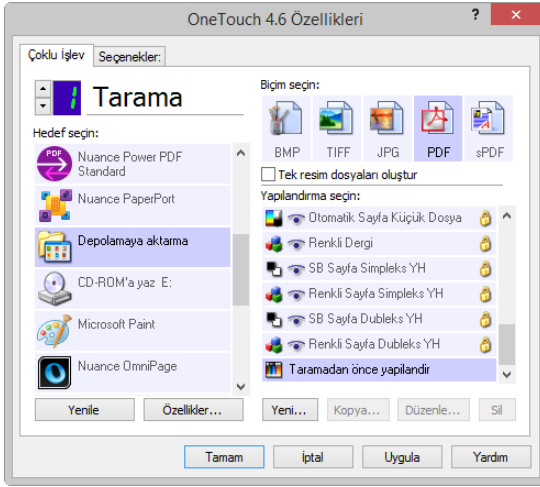 OneTouch 4.6 Özellikleri
?
Çoklu İşlev
Seçenekler:
1
Tarama
Hedef seçin:
PDF
Nuance Power PDF
Standard
Nuance PaperPort
Depolamaya aktarma
CD-ROM'a yaz E:
Microsoft Paint
Nuance OmniPage
Yenile
Özellikler...
Biçim seçin:
BMP
TIFF
JPG
PDF
sPDF
Tek resim dosyaları oluştur
Yapılandırma seçin:
Otomatik Sayfa Küçük Dosya
Renkli Dergi
SB Sayfa Simpleks YH
Renkli Sayfa Simpleks YH
SB Sayfa Dubleks YH
Renkli Sayfa Dubleks YH
Taramadan önce yapilandir
Yeni...
Kopya...
Düzenle...
Sil
Tamam
İptal
Uygula
Yardım